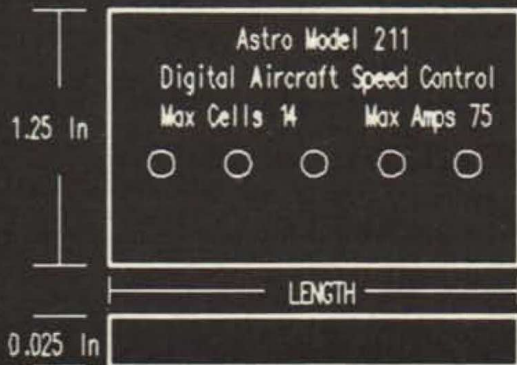 Astro Model 211
Digital Aircraft Speed Control
Max Cells 14 Max Amps 75
1.25 In
LENGTH
0.025 In